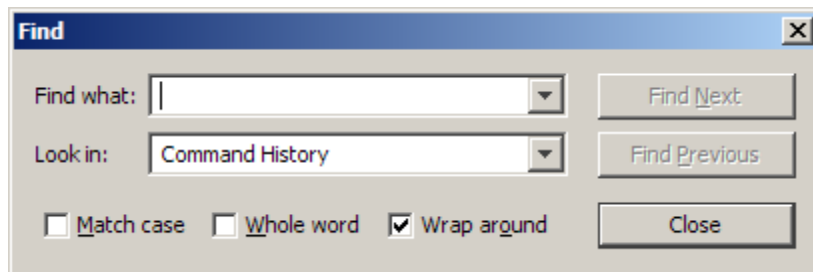 Find
Find what: Find Next
Look in: Command History Find Previous
Match case Whole word Wrap around Close